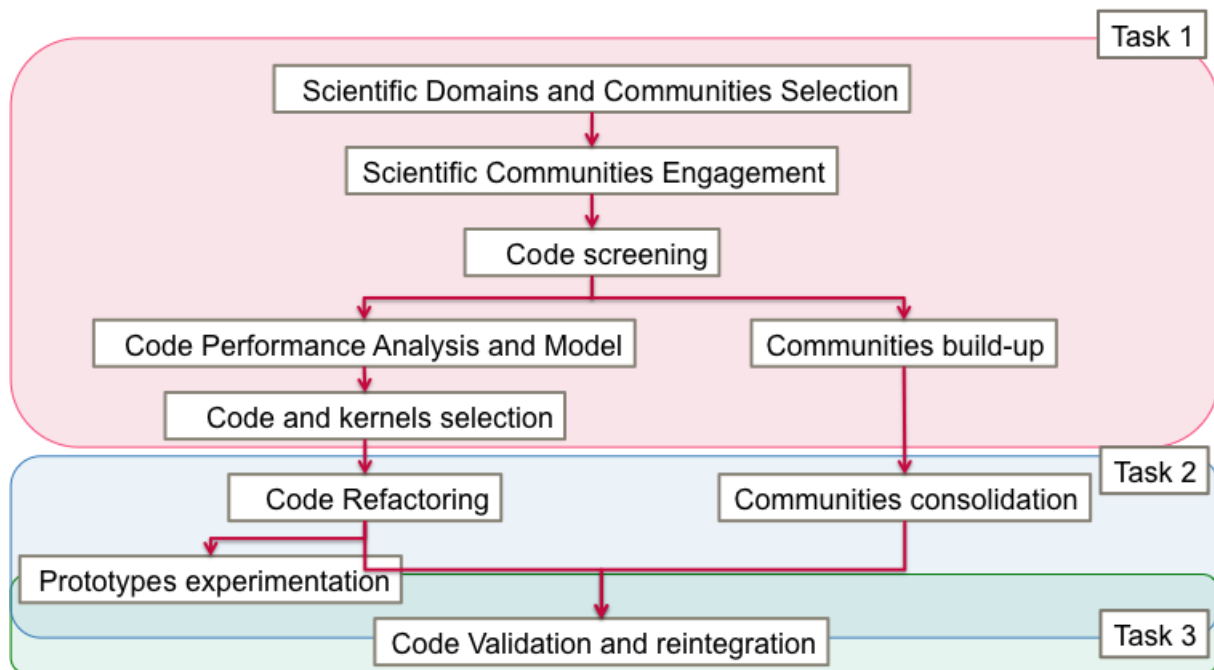 Task 1
Scientific Domains and Communities Selection
Scientific Communities Engagement
Code screening
Code Performance Analysis and Model
Communities build-up
Code and kernels selection
Task 2
Code Refactoring
Communities consolidation
Prototypes experimentation
Code Validation and reintegration
Task 3